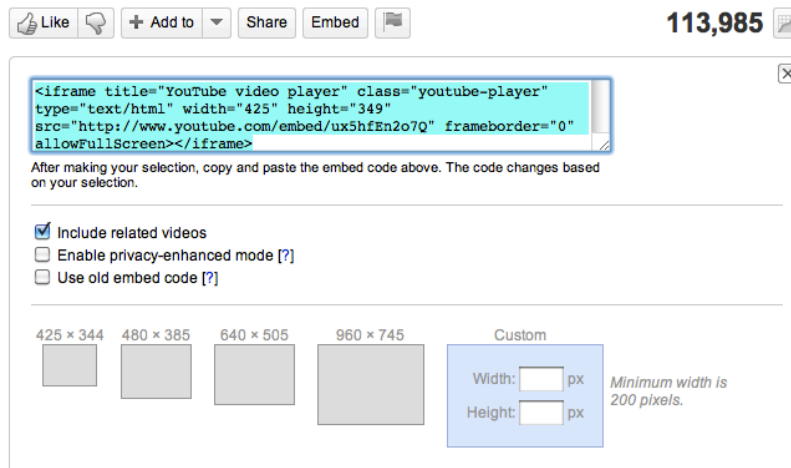 Like + Add to Share Embed 113,985
<iframe title="YouTube video player" class="youtube-player"
type="text/html" width="425" height="349"
src="http://www.youtube.com/embed/ux5hfEn2o7Q" frameborder="0"
allowFullScreen></iframe>
After making your selection, copy and paste the embed code above. The code changes based
on your selection.
Include related videos
Enable privacy-enhanced mode [?]
Use old embed code [?]
425 × 344 480 × 385 640 × 505 960 × 745 Custom
Width: px
Height: px
Minimum width is
200 pixels.